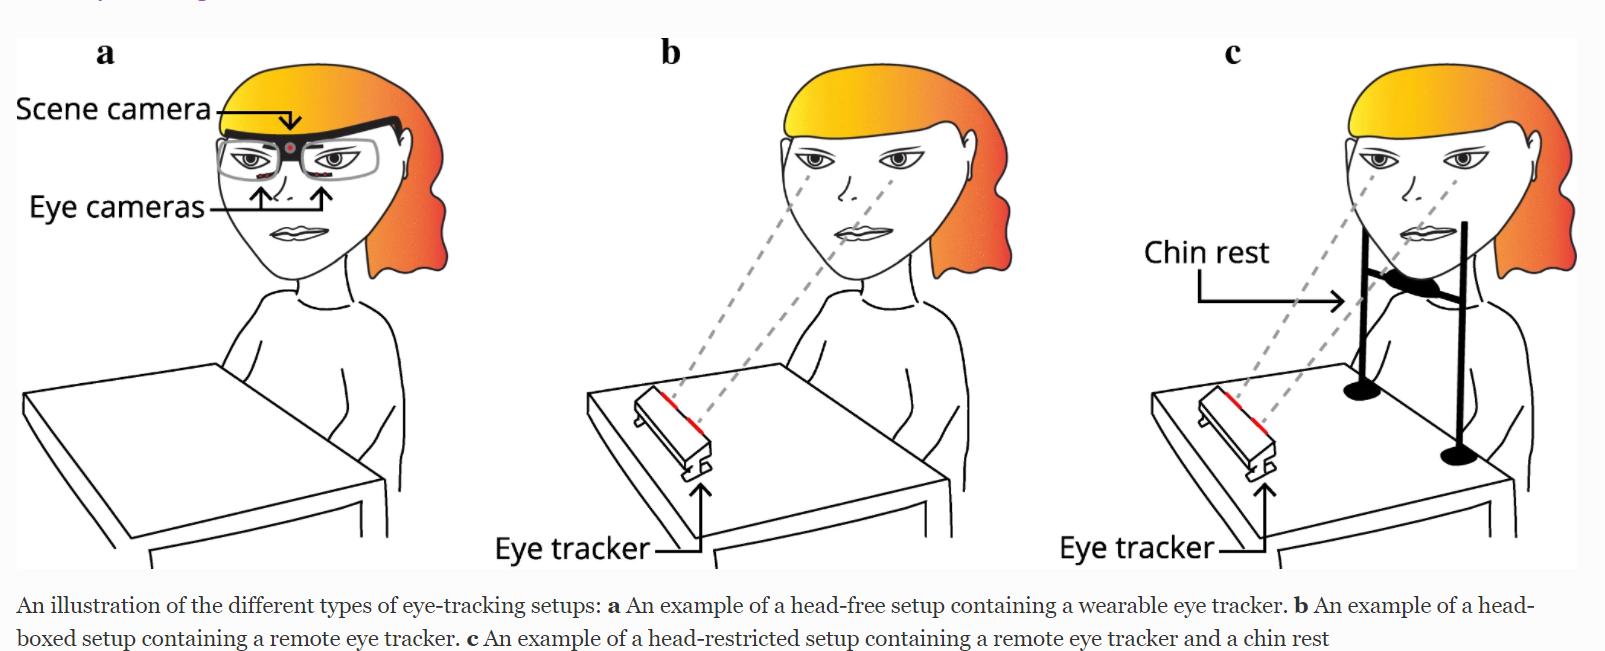 a
b
c
Scene camera
Eye cameras
Chin rest
Eye tracker
Eye tracker
An illustration of the different types of eye-tracking setups: a An example of a head-free setup containing a wearable eye tracker. b An example of a head-
boxed setup containing a remote eye tracker. c An example of a head-restricted setup containing a remote eye tracker and a chin rest